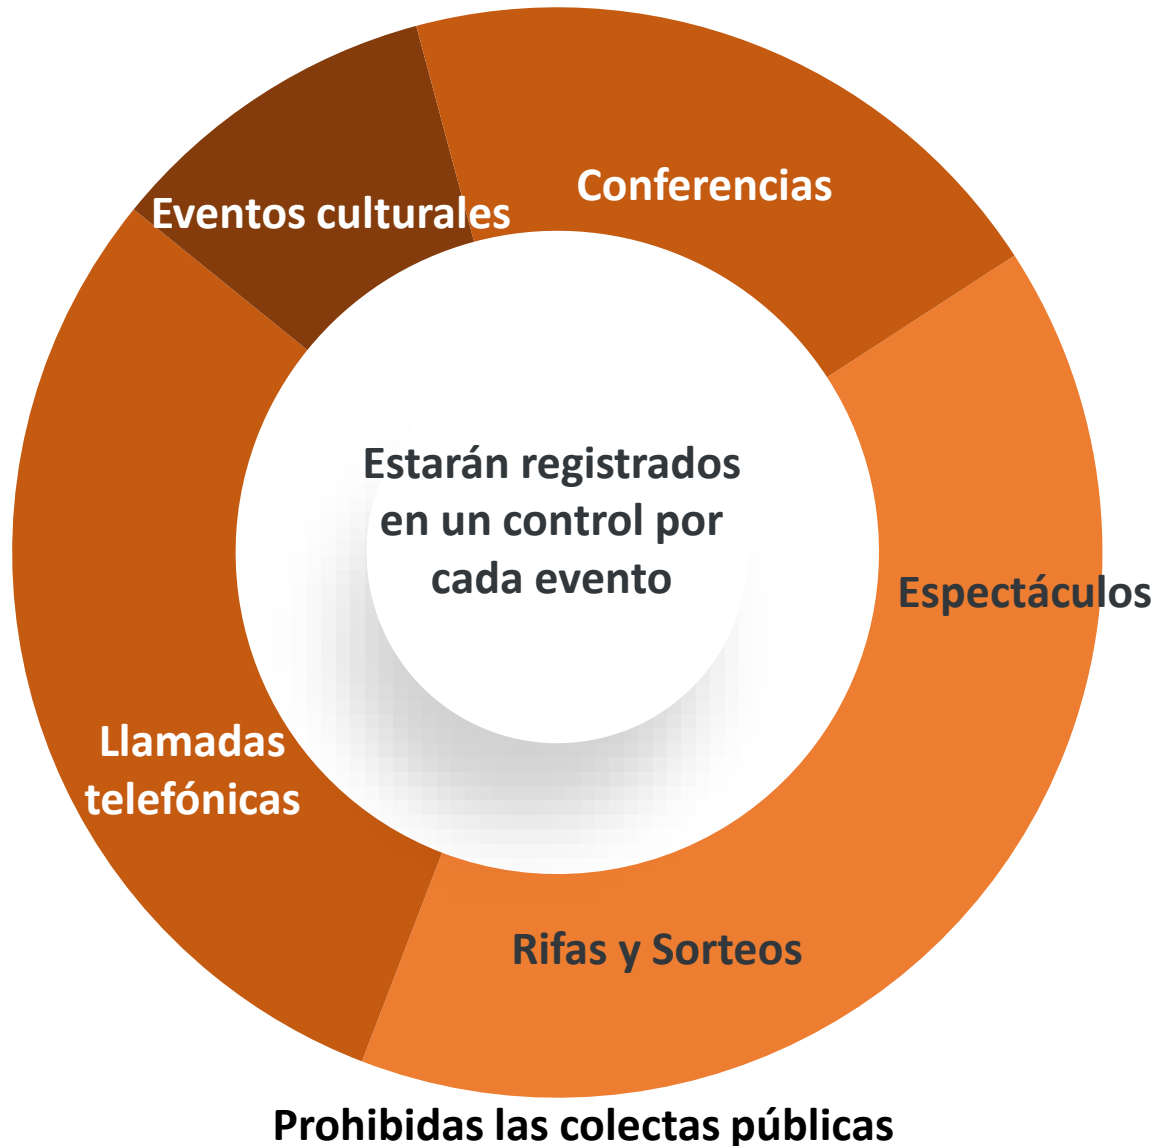 Conferencias
Eventos culturales
Estarán registrados
en un control por
cada evento
Espectáculos
Llamadas
telefónicas
Rifas y Sorteos
Prohibidas las colectas públicas